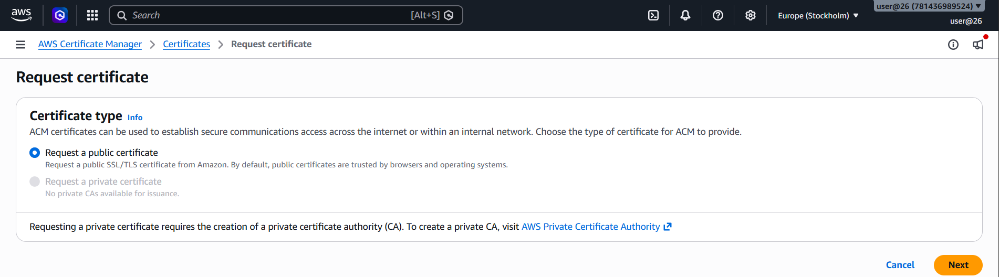 aws
Search
[Alt+S]
Europe (Stockholm)
user@26 (781436989524)
user@26
AWS Certificate Manager
Certificates
Request certificate
Request certificate
Certificate type Info
ACM certificates can be used to establish secure communications access across the internet or within an internal network. Choose the type of certificate for ACM to provide.
Request a public certificate
Request a public SSL/TLS certificate from Amazon. By default, public certificates are trusted by browsers and operating systems.
Request a private certificate
No private CAs available for issuance.
Requesting a private certificate requires the creation of a private certificate authority (CA). To create a private CA, visit AWS Private Certificate Authority
Cancel
Next